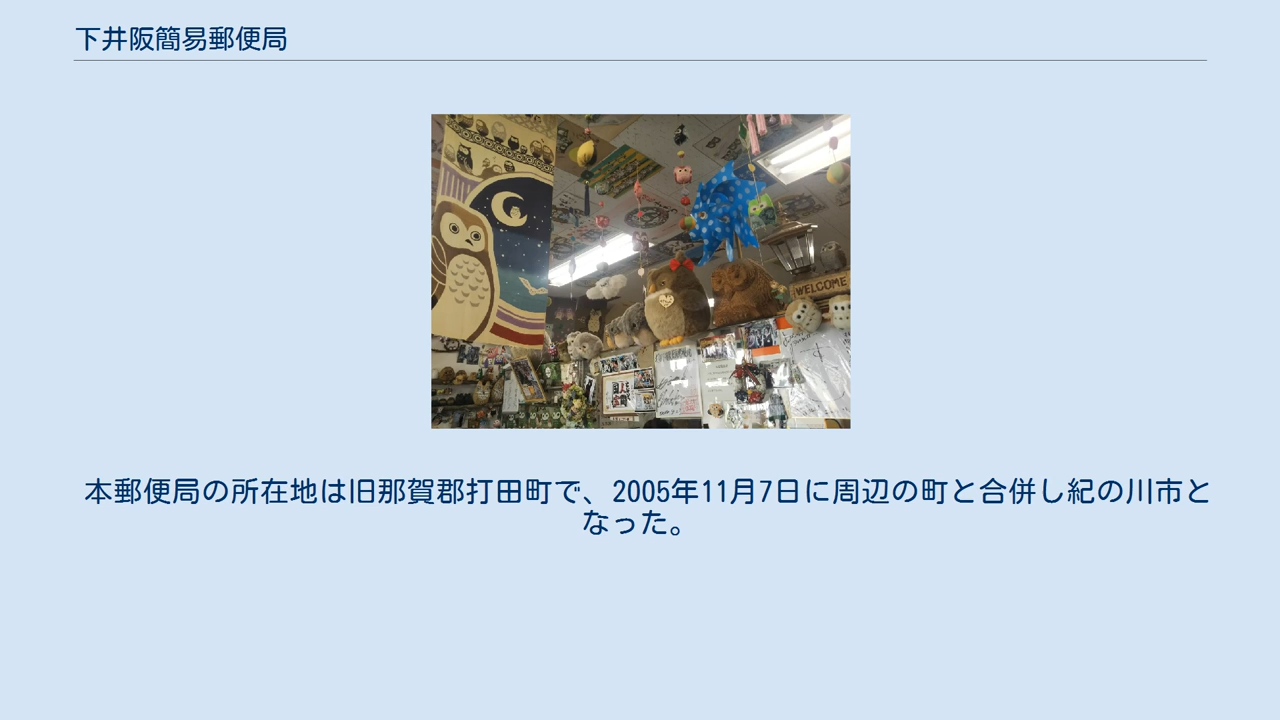 下井阪簡易郵便局
WELCOME
本郵便局の所在地は旧那賀郡打田町で、2005年11月7日に周辺の町と合併し紀の川市と
なった。